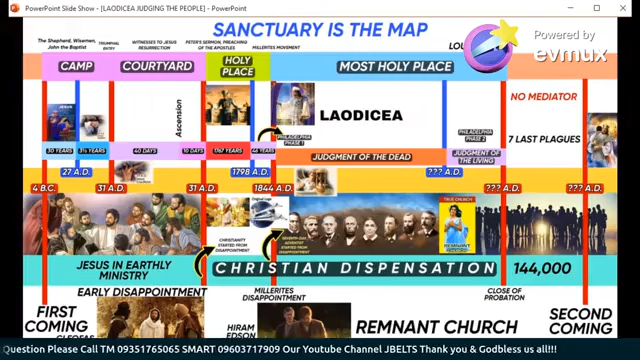 PowerPoint Slide Show - [LAODICEA JUDGING THE PEOPLE] - PowerPoint
SANCTUARY IS THE MAP
Powered by
evmux
The Shepherd, Wisemen,
John the Baptist
TRIUMPHAL
ENTRY
WITNESSES TO JESUS
RESURRECTION
PETER'S SERMON, PREACHING
OF THE APOSTLES
MILLERITES MOVEMENT
LOU
CAMP
COURTYARD
HOLY
PLACE
MOST HOLY PLACE
JESUS
Ascension
LAODICEA
PHILADELPHIA
PHASE 1
PHILADELPHIA
PHASE 2
NO MEDIATOR
7 LAST PLAGUES
30 YEARS
3½ YEARS
40 DAYS
10 DAYS
1767 YEARS
46 YEARS
JUDGMENT OF THE DEAD
JUDGMENT OF
THE LIVING
27 A.D.
1798 A.D.
??? A.D.
4 B.C.
31 A.D.
31 A.D.
1844 A.D.
??? A.D.
??? A.D.
CHRISTIANITY
STARTED FROM
DISAPPOINTMENT
Original Logo
SEVENTH-DAY
ADVENTIST
STARTED FROM
DISAPPOINTMENT
TRUE CHURCH
REMNANT
JESUS IN EARTHLY
MINISTRY
CHRISTIAN DISPENSATION
144,000
EARLY DISAPPOINTMENT
MILLERITES
DISAPPOINTMENT
CLOSE OF
PROBATION
FIRST
COMING
CLEOFAS
HIRAM
EDSON
REMNANT CHURCH
SECOND
COMING
Question Please Call TM 09351765065 SMART 09603717909 Our Youtube Channel JBELTS Thank you & Godbless us all!!!